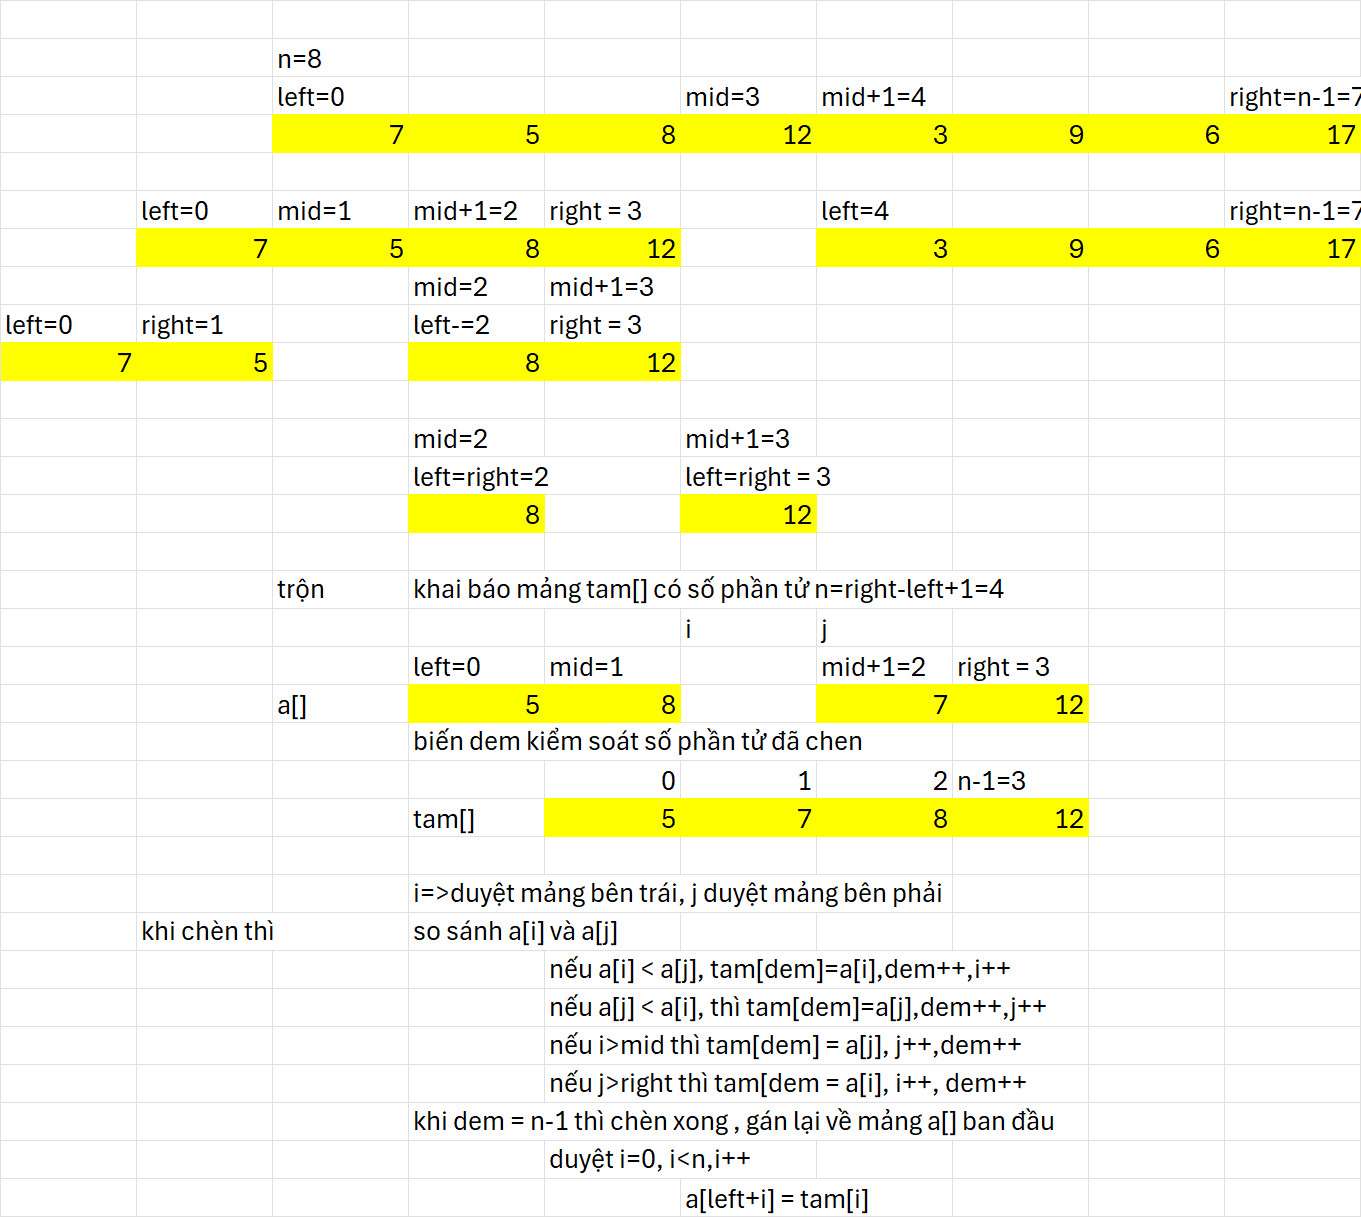 n=8
left=0 mid=3 mid+1=4 right=n-1=7
7 5 8 12 3 9 6 17
left=0 mid=1 mid+1=2 right = 3 left=4 right=n-1=7
7 5 8 12 3 9 6 17
mid=2 mid+1=3
left=0 right=1 left-=2 right = 3
7 5 8 12
mid=2 mid+1=3
left=right=2 left=right = 3
8 12
trộn khai báo mảng tam[] có số phần tử n=right-left+1=4
i j
left=0 mid=1 mid+1=2 right = 3
a[] 5 8 7 12
biến dem kiểm soát số phần tử đã chen
0 1 2 n-1=3
tam[] 5 7 8 12
i=>duyệt mảng bên trái, j duyệt mảng bên phải
khi chèn thì so sánh a[i] và a[j]
nếu a[i] < a[j], tam[dem]=a[i],dem++,i++
nếu a[j] < a[i], thì tam[dem]=a[j],dem++,j++
nếu i>mid thì tam[dem] = a[j], j++,dem++
nếu j>right thì tam[dem = a[i], i++, dem++
khi dem = n-1 thì chèn xong , gán lại về mảng a[] ban đầu
duyệt i=0, i<n,i++
a[left+i] = tam[i]